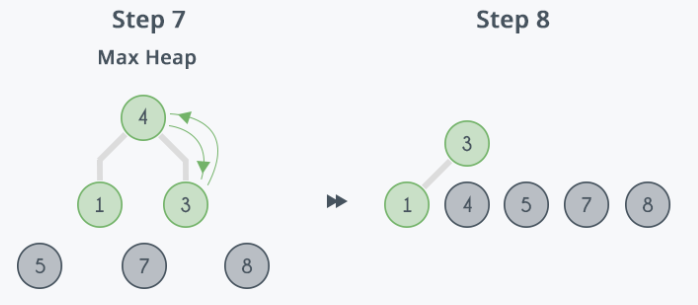 Step 7
Max Heap
4
1 3
5 7 8
Step 8
3
1 4 5 7 8